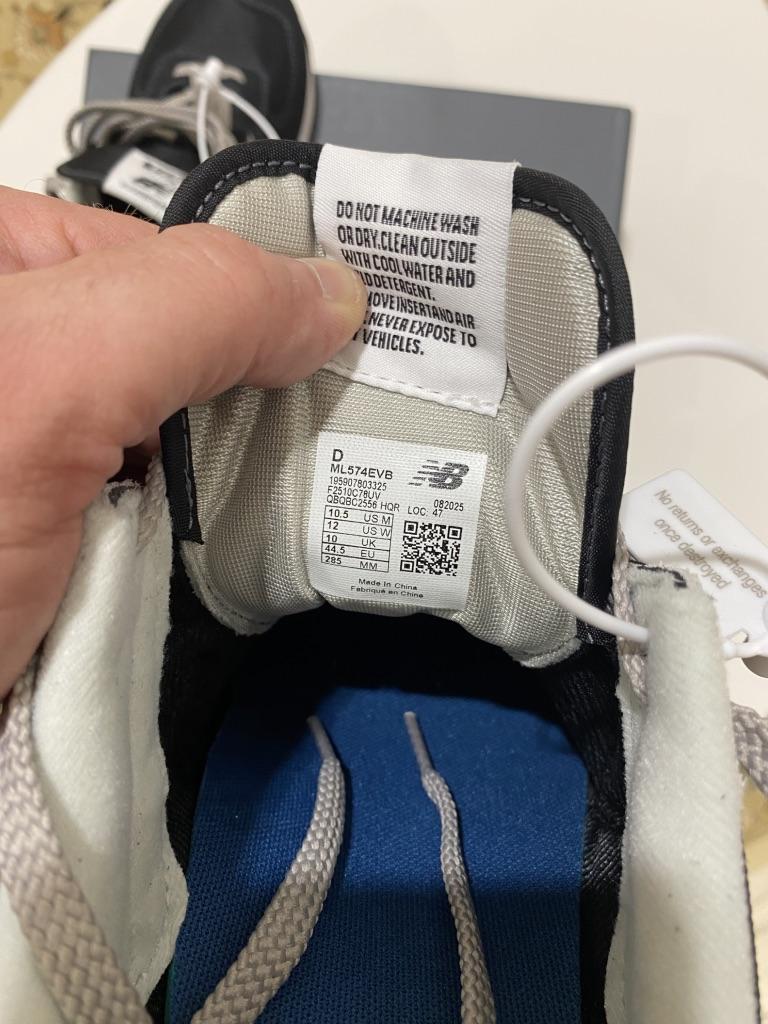 DO NOT MACHINE WASH
OR DRY.CLEAN OUTSIDE
WITH COOL WATER AND
DETERGENT.
INSERT AND AIR
NEVER EXPOSE TO
VEHICLES.
D
ML574EVB
195907803325
F2510C78UV
QBQBC2556 HQR
082025
LOC: 47
10.5 US M
12 US W
10 UK
44.5 EU
285 MM
Made In China
Fabriqué en Chine
No returns or exchanges
once destroyed